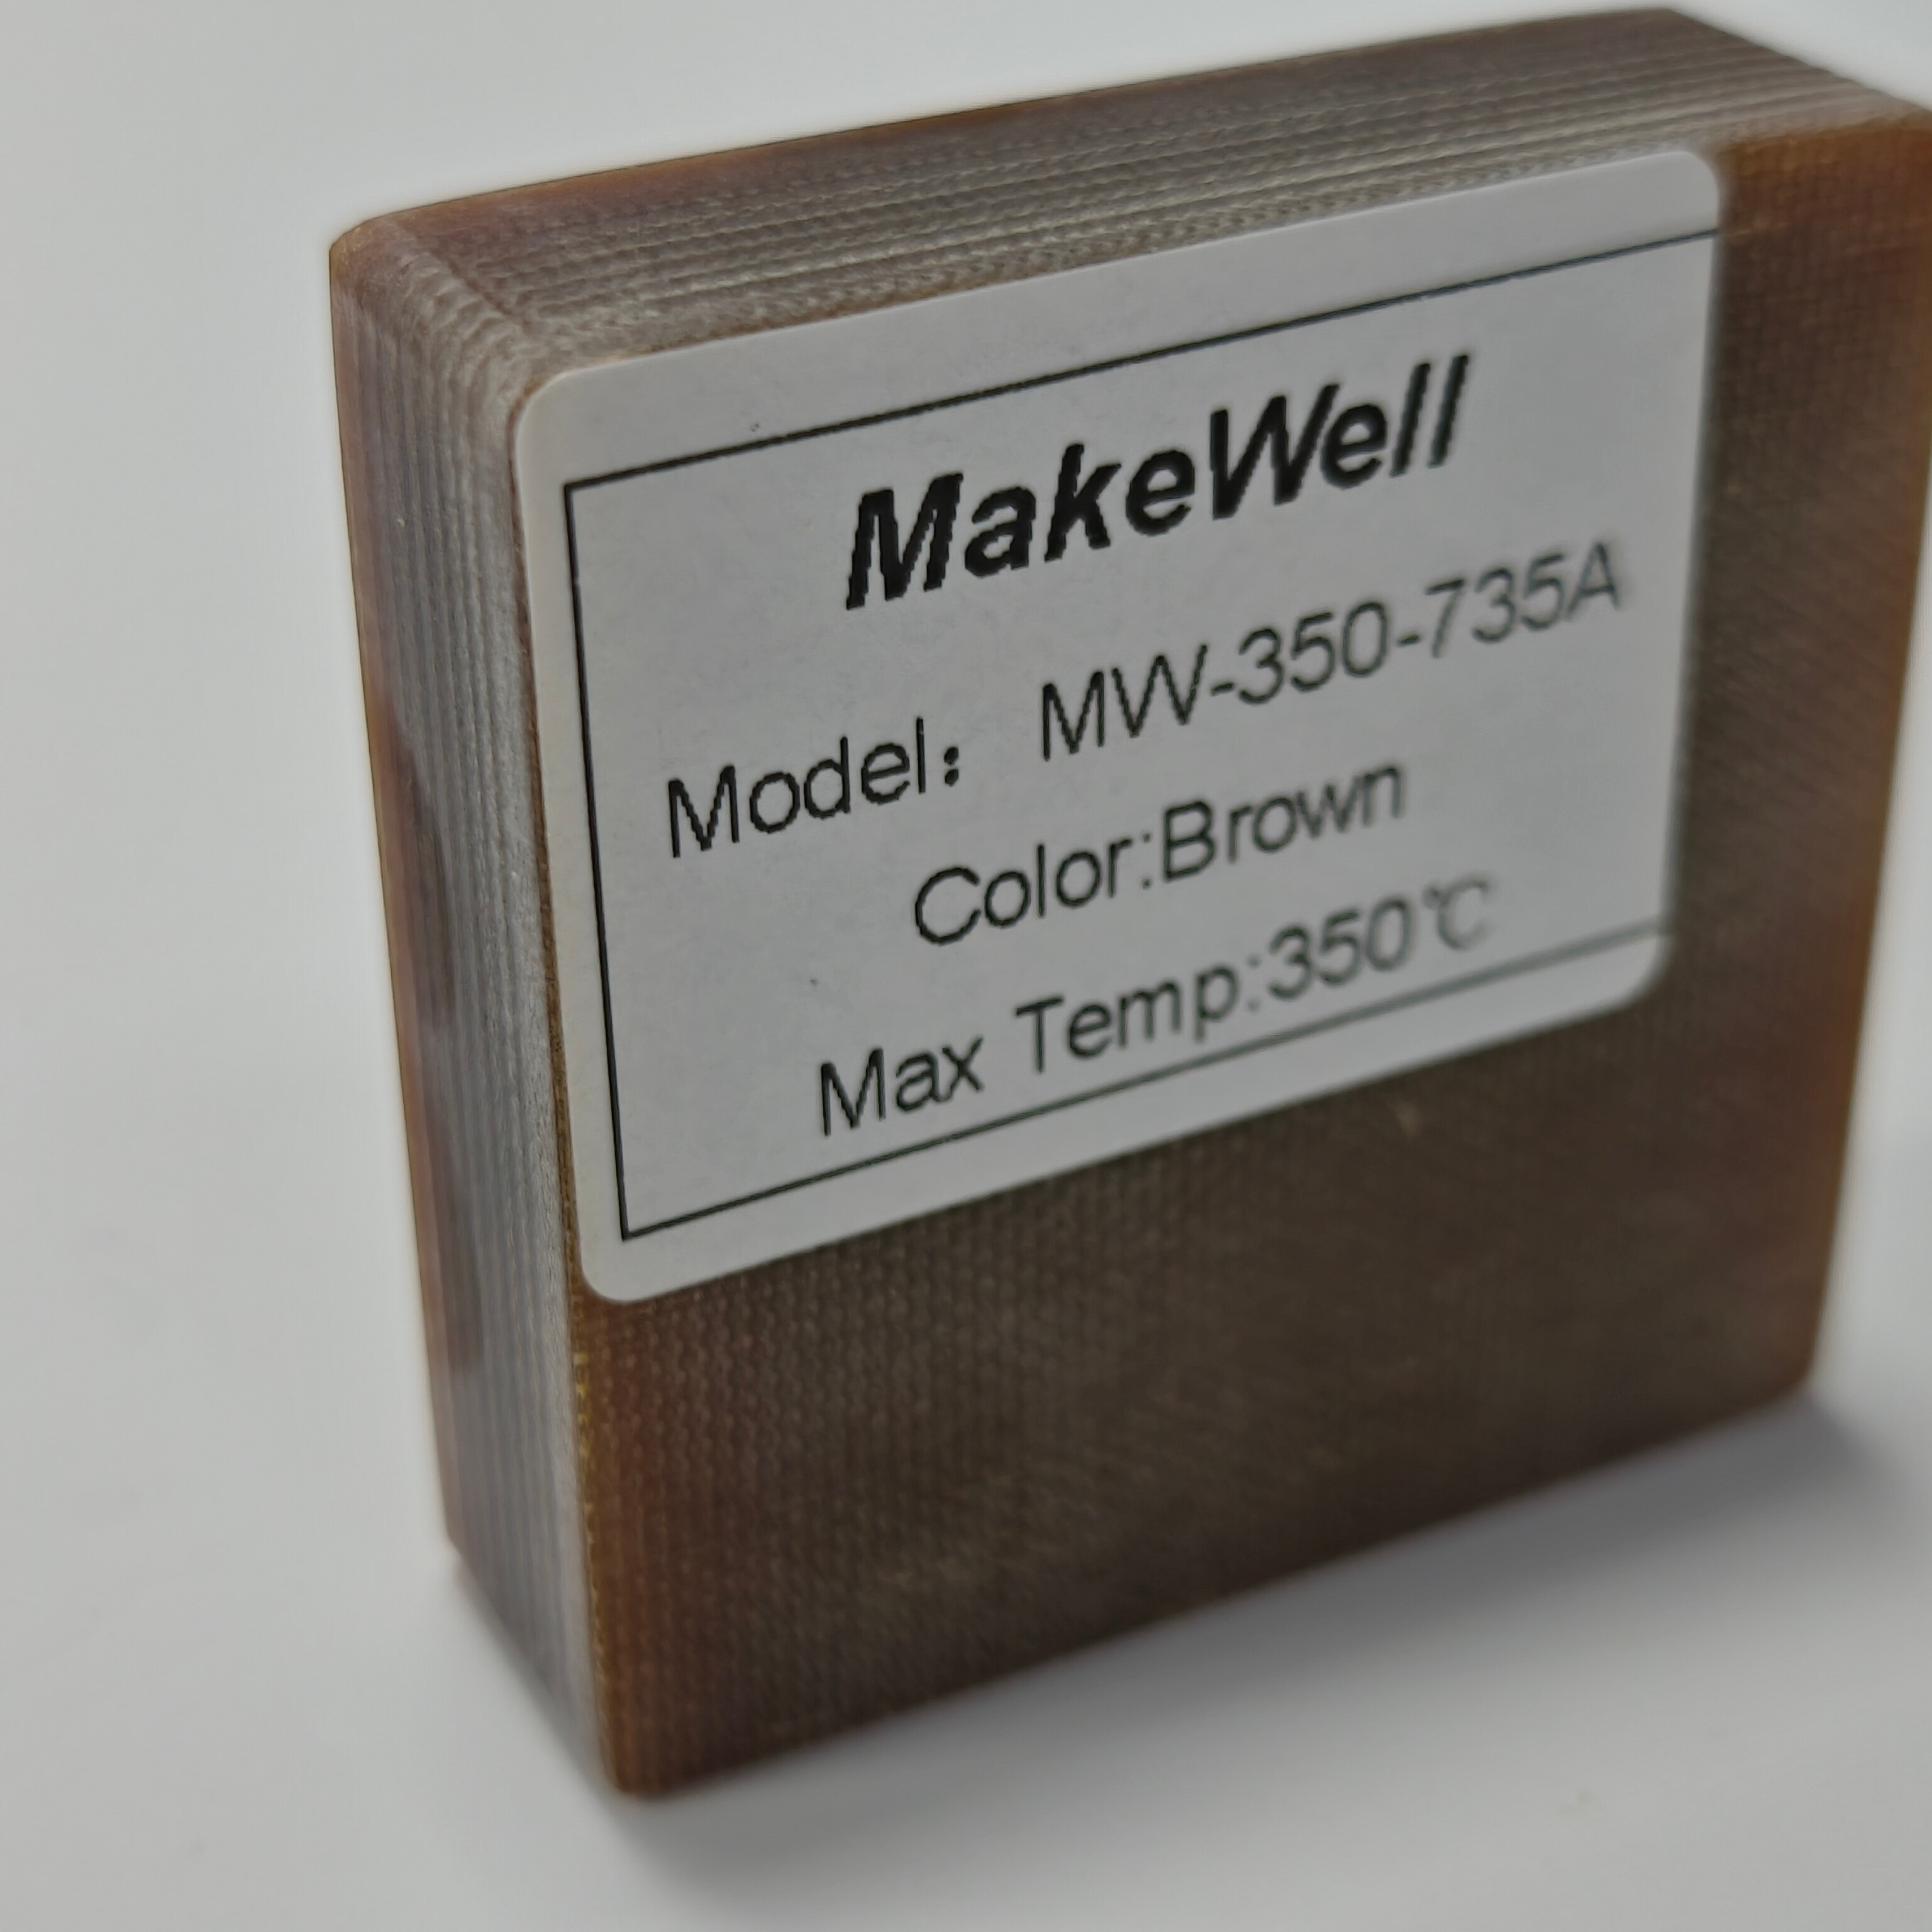 MakeWell
Model： MW-350-735A
Color:Brown
Max Temp:350℃